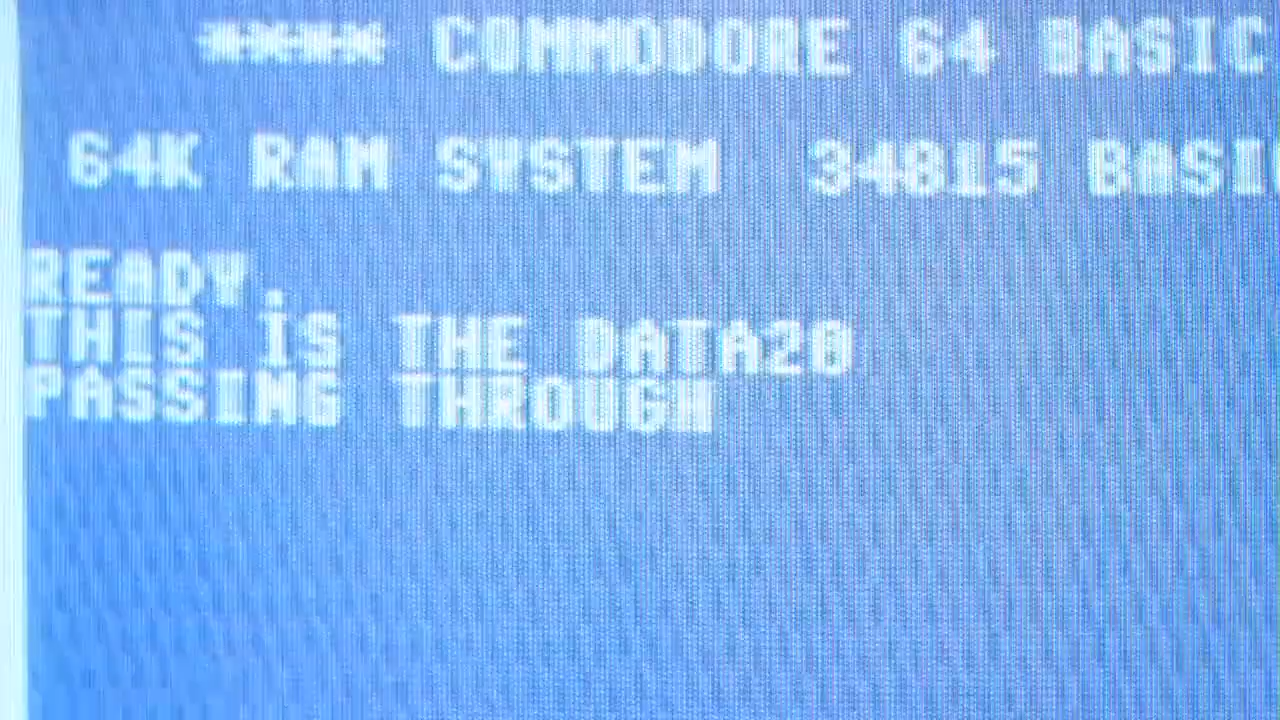 **** COMMODORE 64 BASIC
64K RAM SYSTEM 34815 BASIC
READY.
THIS iS THE DATA20
PASSING THROUGH